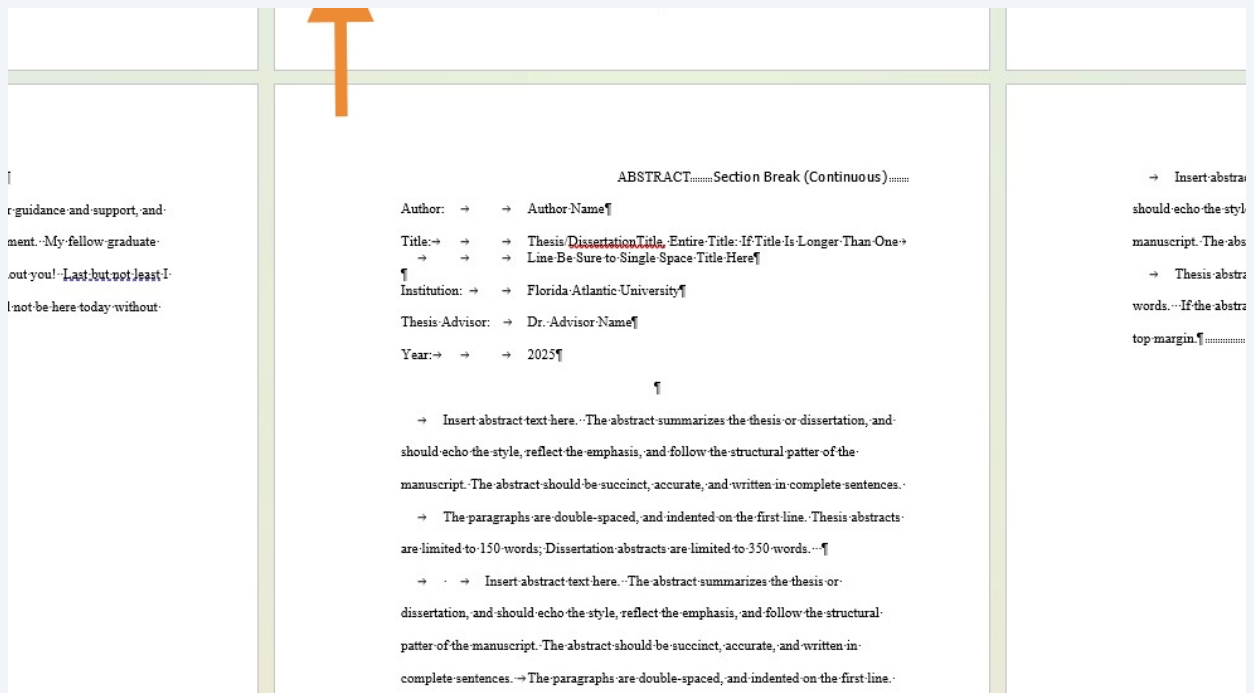 ¶
r guidance and support, and
ment. My fellow graduate
out you! Last but not least I
l not be here today without
ABSTRACT........Section Break (Continuous)........
Author: → → Author Name¶
Title:→ → → Thesis/DissertationTitle, Entire Title: If Title Is Longer Than One→
→ → → Line Be Sure to Single Space Title Here¶
¶
Institution: → → Florida Atlantic University¶
Thesis Advisor: → Dr. Advisor Name¶
Year:→ → → 2025¶
¶
→ Insert abstract text here. The abstract summarizes the thesis or dissertation, and
should echo the style, reflect the emphasis, and follow the structural patter of the
manuscript. The abstract should be succinct, accurate, and written in complete sentences.
→ The paragraphs are double-spaced, and indented on the first line. Thesis abstracts
are limited to 150 words; Dissertation abstracts are limited to 350 words. ¶
→ → Insert abstract text here. The abstract summarizes the thesis or
dissertation, and should echo the style, reflect the emphasis, and follow the structural
patter of the manuscript. The abstract should be succinct, accurate, and written in
complete sentences.→The paragraphs are double-spaced, and indented on the first line.
→ Insert abstra
should echo the style
manuscript. The abs
→ Thesis abstra
words. If the abstra
top margin.¶